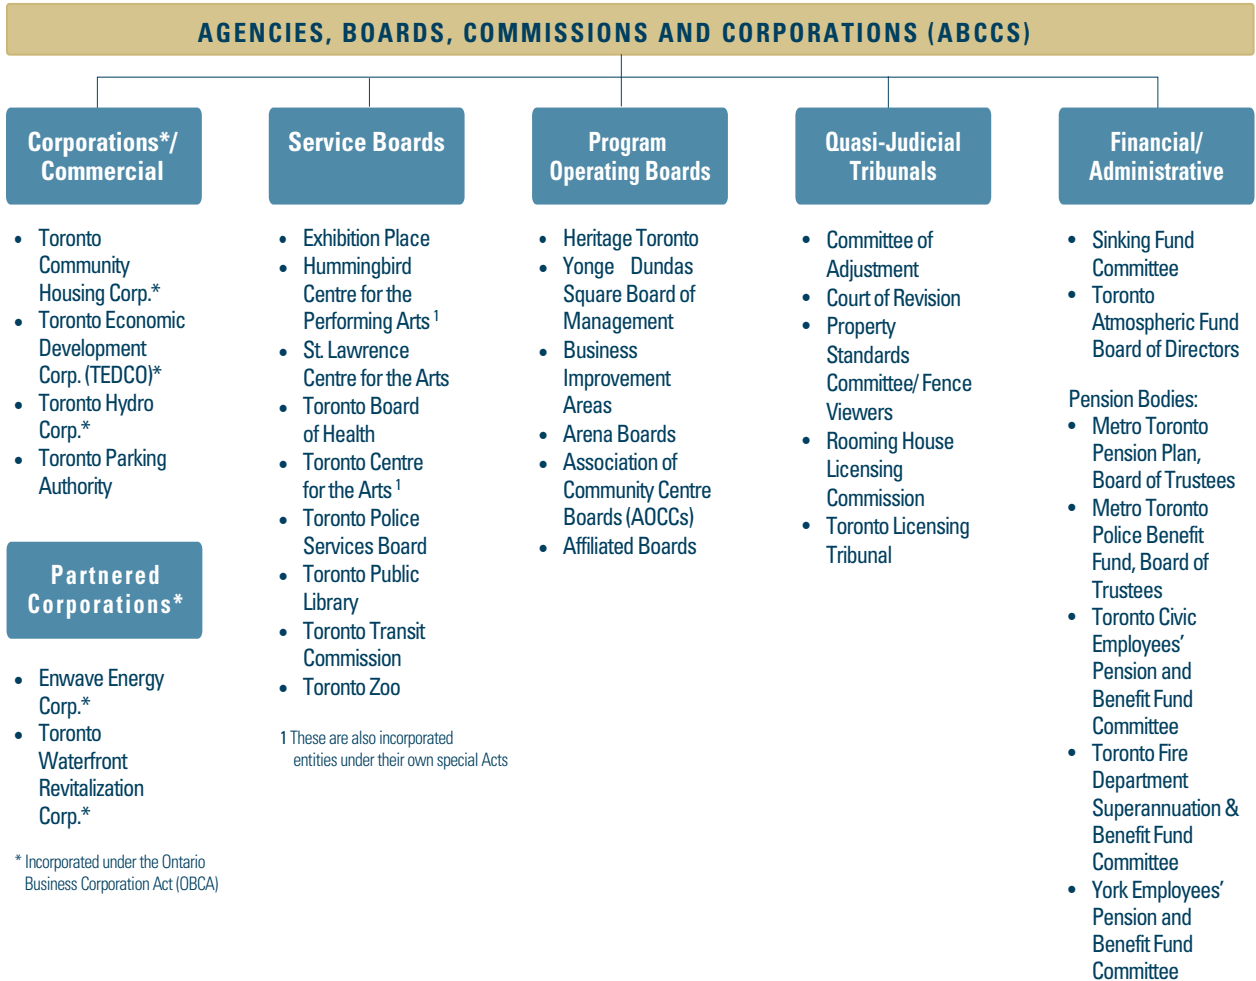 AGENCIES, BOARDS, COMMISSIONS AND CORPORATIONS (ABCCS)
Corporations*/
Commercial
• Toronto
Community
Housing Corp.*
• Toronto Economic
Development
Corp. (TEDCO)*
• Toronto Hydro
Corp.*
• Toronto Parking
Authority
Partnered
Corporations*
• Enwave Energy
Corp.*
• Toronto
Waterfront
Revitalization
Corp.*
* Incorporated under the Ontario
Business Corporation Act (OBCA)
Service Boards
• Exhibition Place
• Hummingbird
Centre for the
Performing Arts 1
• St. Lawrence
Centre for the Arts
• Toronto Board
of Health
• Toronto Centre
for the Arts 1
• Toronto Police
Services Board
• Toronto Public
Library
• Toronto Transit
Commission
• Toronto Zoo
1 These are also incorporated
entities under their own special Acts
Program
Operating Boards
• Heritage Toronto
• Yonge Dundas
Square Board of
Management
• Business
Improvement
Areas
• Arena Boards
• Association of
Community Centre
Boards (AOCCs)
• Affiliated Boards
Quasi-Judicial
Tribunals
• Committee of
Adjustment
• Court of Revision
• Property
Standards
Committee/ Fence
Viewers
• Rooming House
Licensing
Commission
• Toronto Licensing
Tribunal
Financial/
Administrative
• Sinking Fund
Committee
• Toronto
Atmospheric Fund
Board of Directors
Pension Bodies:
• Metro Toronto
Pension Plan,
Board of Trustees
• Metro Toronto
Police Benefit
Fund, Board of
Trustees
• Toronto Civic
Employees’
Pension and
Benefit Fund
Committee
• Toronto Fire
Department
Superannuation &
Benefit Fund
Committee
• York Employees’
Pension and
Benefit Fund
Committee